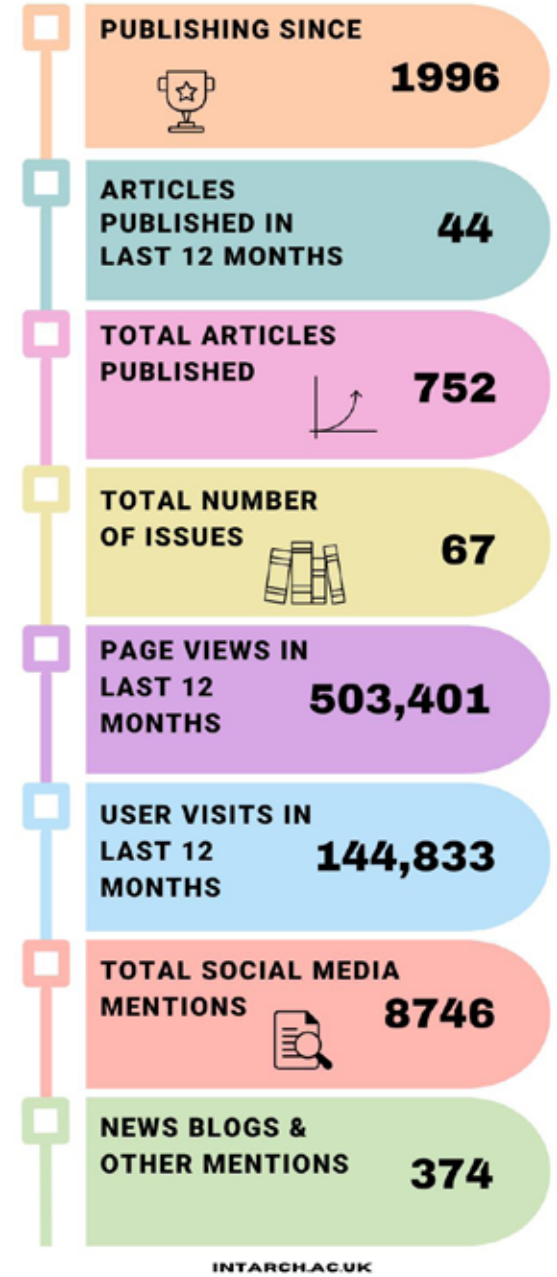 PUBLISHING SINCE
1996
ARTICLES
PUBLISHED IN
LAST 12 MONTHS
44
TOTAL ARTICLES
PUBLISHED
752
TOTAL NUMBER
OF ISSUES
67
PAGE VIEWS IN
LAST 12
MONTHS
503,401
USER VISITS IN
LAST 12
MONTHS
144,833
TOTAL SOCIAL MEDIA
MENTIONS
8746
NEWS BLOGS &
OTHER MENTIONS
374
INTARCH.AC.UK